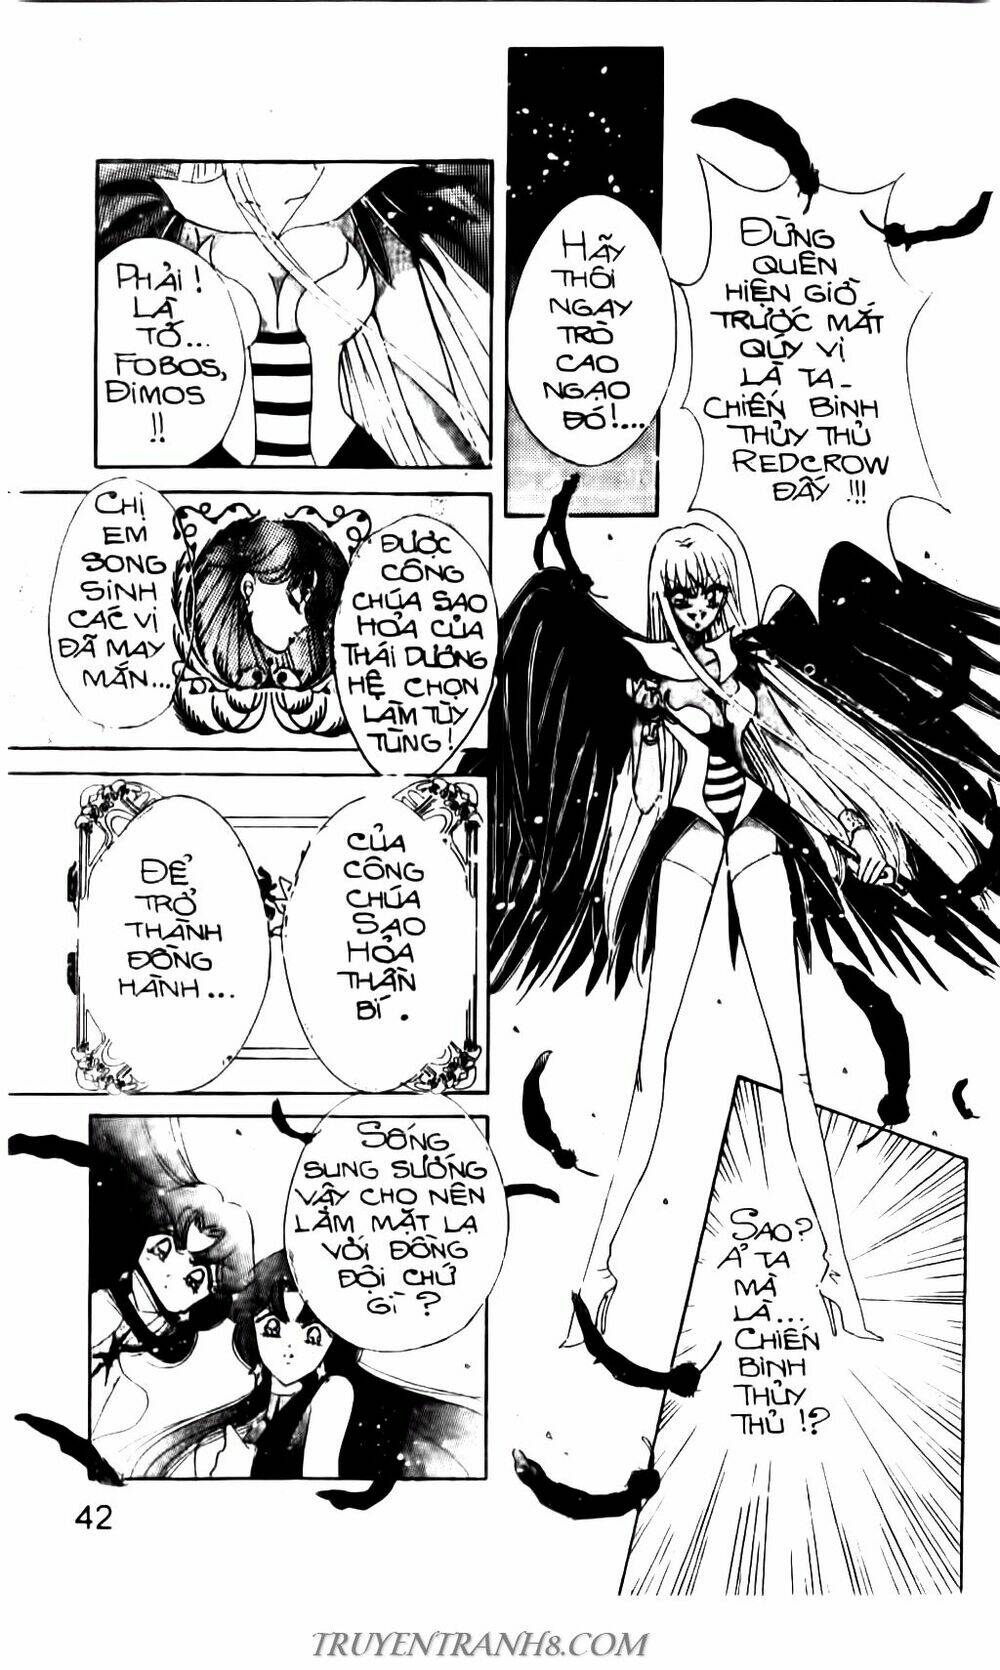 ĐỪNG
QUÊN
HIỆN GIỜ
TRƯỚC MẮT
QÚY VỊ
LÀ TA_
CHIẾN BINH
THỦY THỦ
REDCROW
ĐẤY !!!
HÃY
THÔI
NGAY
TRÒ
CAO
NGẠO
ĐÓ!....
SAO?
Ả TA
MÀ
LÀ...
CHIẾN
BINH
THỦY
THỦ !?
PHẢI !
LÀ
TỚ...
FOBOS,
ĐIMOS
!!
ĐƯỢC
CÔNG
CHÚA SAO
HỎA CỦA
THÁI DƯƠNG
HỆ CHỌN
LÀM TÙY
TÙNG!
CHỊ
EM
SONG
SINH
CÁC VỊ
ĐÃ MAY
MẮN...
CỦA
CÔNG
CHÚA
SAO
HỎA
THẦN
BÍ .
ĐỂ
TRỞ
THÀNH
ĐỒNG
HÀNH...
SỐNG
SUNG SƯỚNG
VẬY CHO NÊN
LÀM MẶT LẠ
VỚI ĐỒNG
ĐỘI CHỨ
GÌ ?
42
TRUYENTRANH8.COM